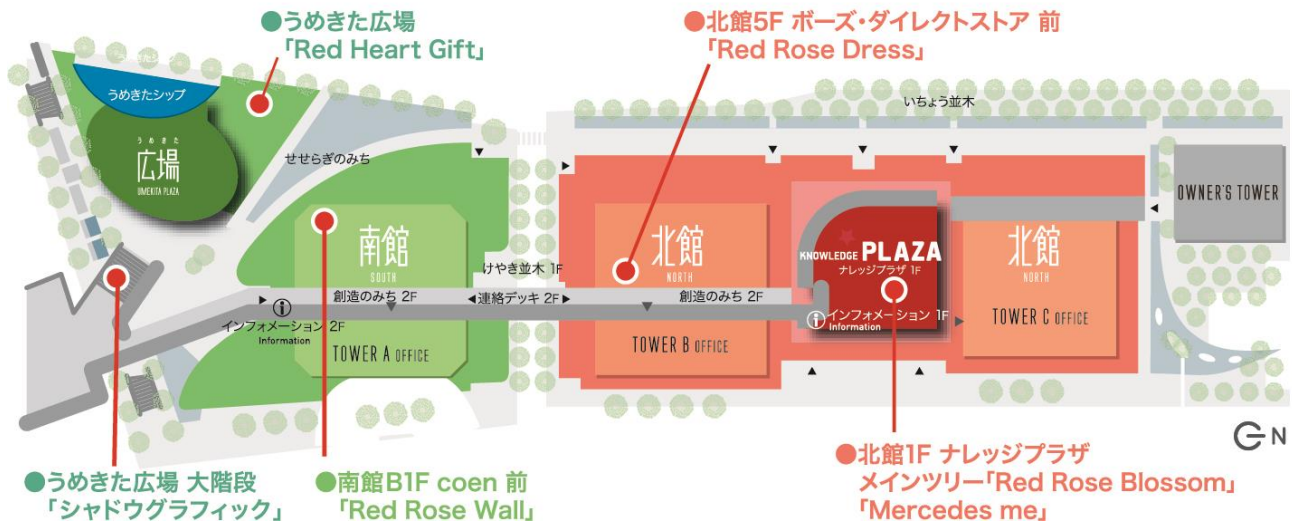 ●うめきた広場
「Red Heart Gift」
●北館5F ボーズ・ダイレクトストア 前
「Red Rose Dress」
うめきたシップ
うめきた
広場
UMEKITA PLAZA
せせらぎのみち
いちょう並木
OWNER'S TOWER
南館
SOUTH
けやき並木 1F
北館
NORTH
KNOWLEDGE PLAZA
ナレッジプラザ 1F
北館
NORTH
創造のみち 2F
◀連絡デッキ 2F▶
創造のみち 2F
インフォメーション 2F
Information
インフォメーション 1F
Information
TOWER A OFFICE
TOWER B OFFICE
TOWER C OFFICE
N
●うめきた広場 大階段
「シャドウグラフィック」
●南館B1F coen 前
「Red Rose Wall」
●北館1F ナレッジプラザ
メインツリー「Red Rose Blossom」
「Mercedes me」